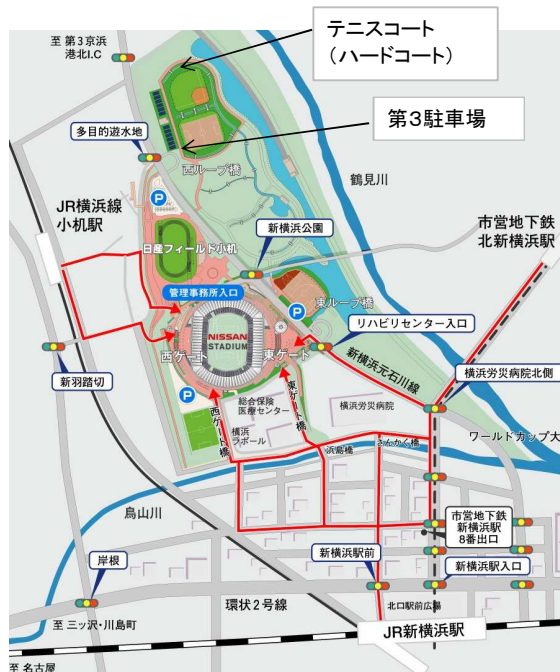 テニスコート
（ハードコート）
至 第3京浜
港北I.C
第3駐車場
多目的遊水地
西ループ橋
鶴見川
P
JR横浜線
小机駅
新横浜公園
市営地下鉄
北新横浜駅
日産フィールド小机
管理事務所入口
東ループ橋
P
リハビリセンター入口
NISSAN
STADIUM
西ゲート
東ゲート
新横浜元石川線
新羽踏切
横浜労災病院北側
P
総合保険
医療センター
横浜労災病院
西ゲート橋
東ゲート橋
横浜
ラポール
ワールドカップ大
さんかく橋
浜鳥橋
鳥山川
市営地下鉄
新横浜駅
8番出口
岸根
新横浜駅前
新横浜駅入口
環状2号線
北口駅前広場
至 三ッ沢・川島町
JR新横浜駅
至 名古屋